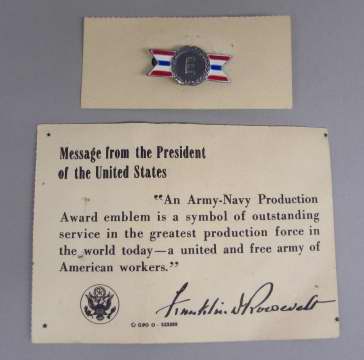 E
Message from the President
of the United States
"An Army-Navy Production
Award emblem is a symbol of outstanding
service in the greatest production force in
the world today—a united and free army of
American workers."
Franklin D Roosevelt
GPO O